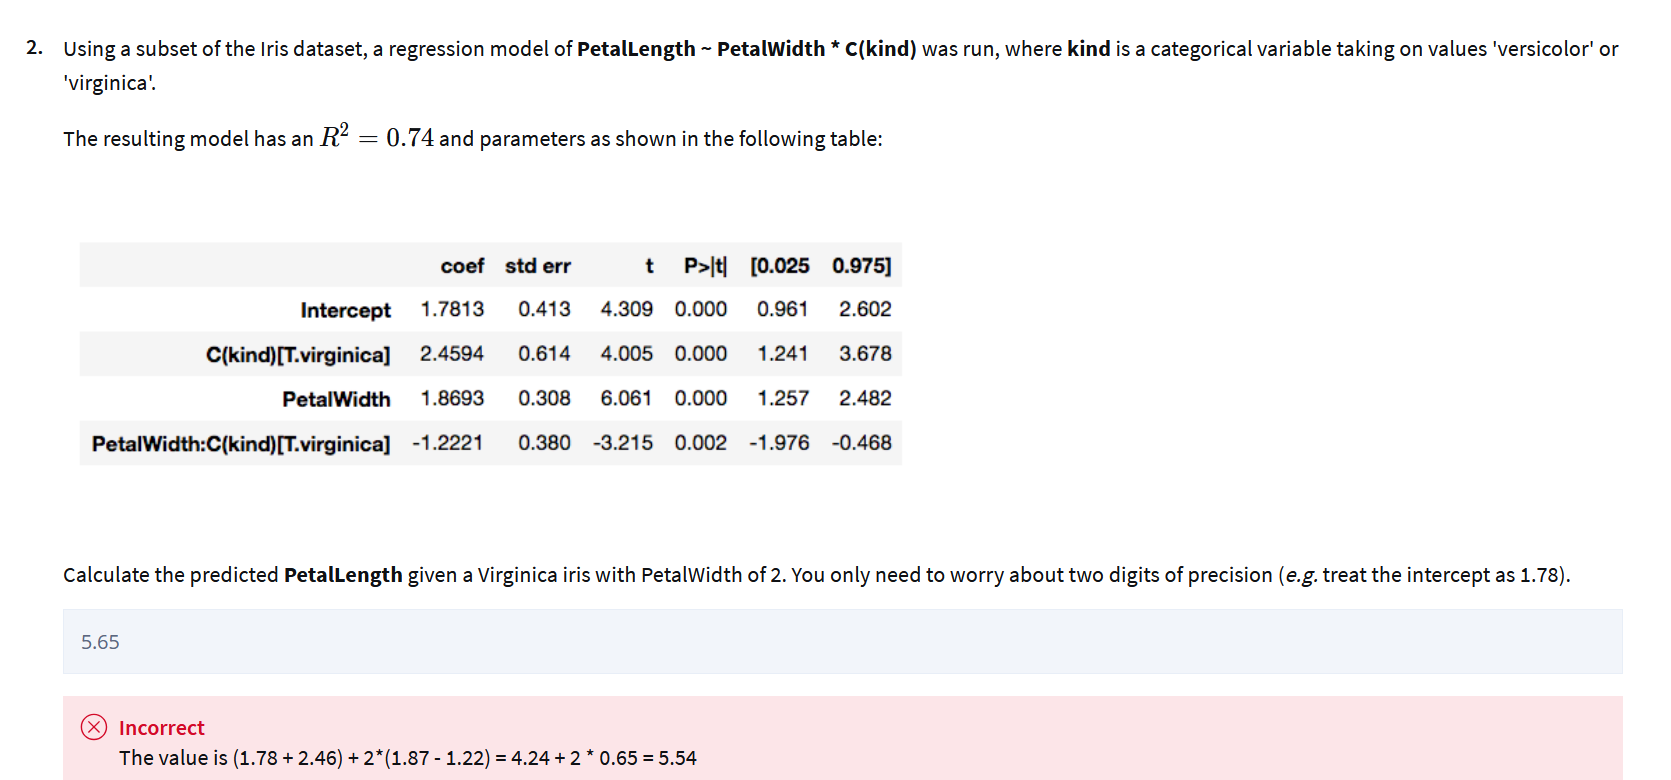 2. Using a subset of the Iris dataset, a regression model of PetalLength ~ PetalWidth * C(kind) was run, where kind is a categorical variable taking on values 'versicolor' or
'virginica'.
The resulting model has an R² = 0.74 and parameters as shown in the following table:
coef std err t P>|t| [0.025 0.975]
Intercept 1.7813 0.413 4.309 0.000 0.961 2.602
C(kind)[T.virginica] 2.4594 0.614 4.005 0.000 1.241 3.678
PetalWidth 1.8693 0.308 6.061 0.000 1.257 2.482
PetalWidth:C(kind)[T.virginica] -1.2221 0.380 -3.215 0.002 -1.976 -0.468
Calculate the predicted PetalLength given a Virginica iris with PetalWidth of 2. You only need to worry about two digits of precision (e.g. treat the intercept as 1.78).
5.65
Incorrect
The value is (1.78 + 2.46) + 2*(1.87 - 1.22) = 4.24 + 2 * 0.65 = 5.54